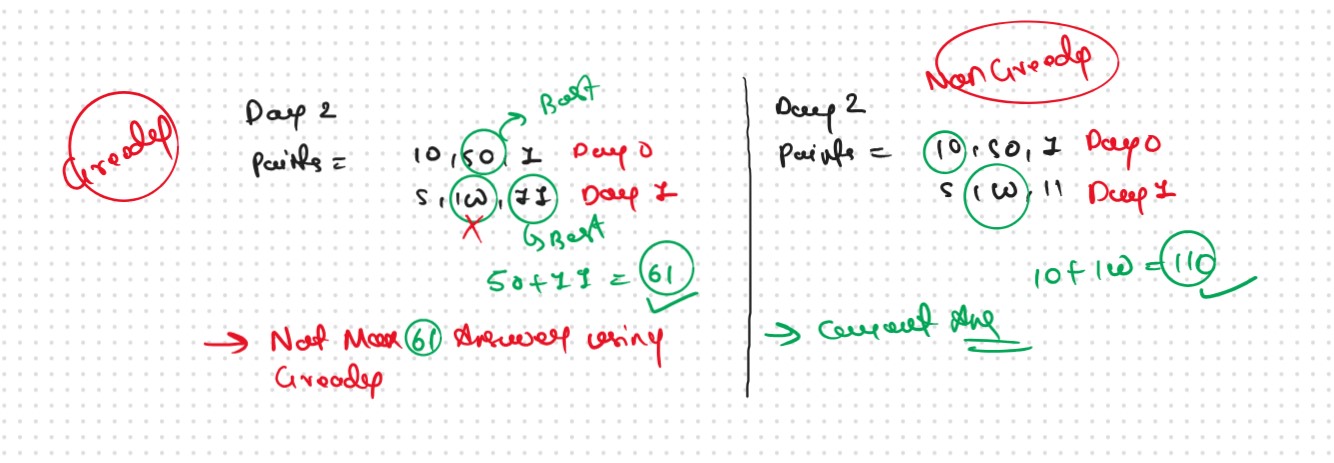 Greedy
Day 2
Points =
10, 50, 1 Day 0
5, 100, 11 Day 1
Best
Best
50+11 = 61
→ Not Max 61 Answer using
Greedy
Non Greedy
Day 2
Points = 10, 50, 1 Day 0
5, 100, 11 Day 1
10+100 = 110
→ Correct Ans